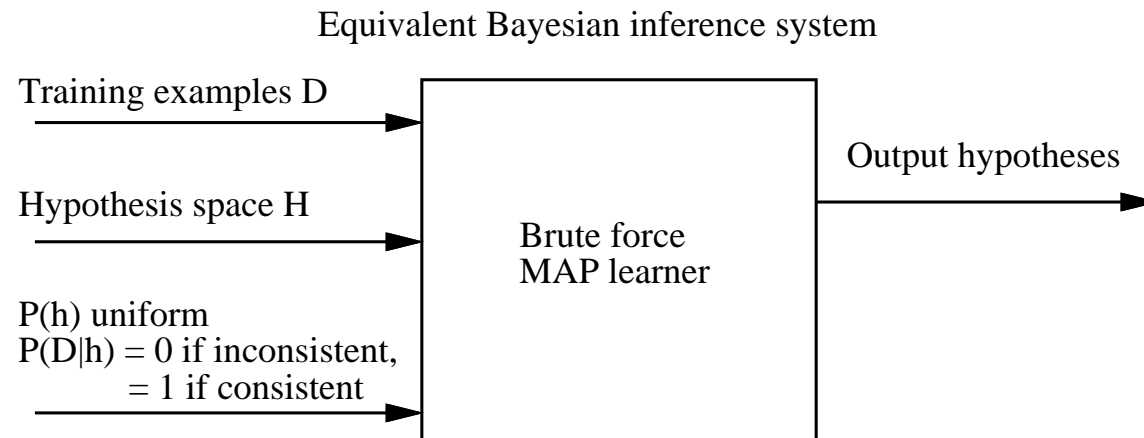 Equivalent Bayesian inference system
Training examples D
Output hypotheses
Hypothesis space H
Brute force
MAP learner
P(h) uniform
P(D|h) = 0 if inconsistent,
= 1 if consistent